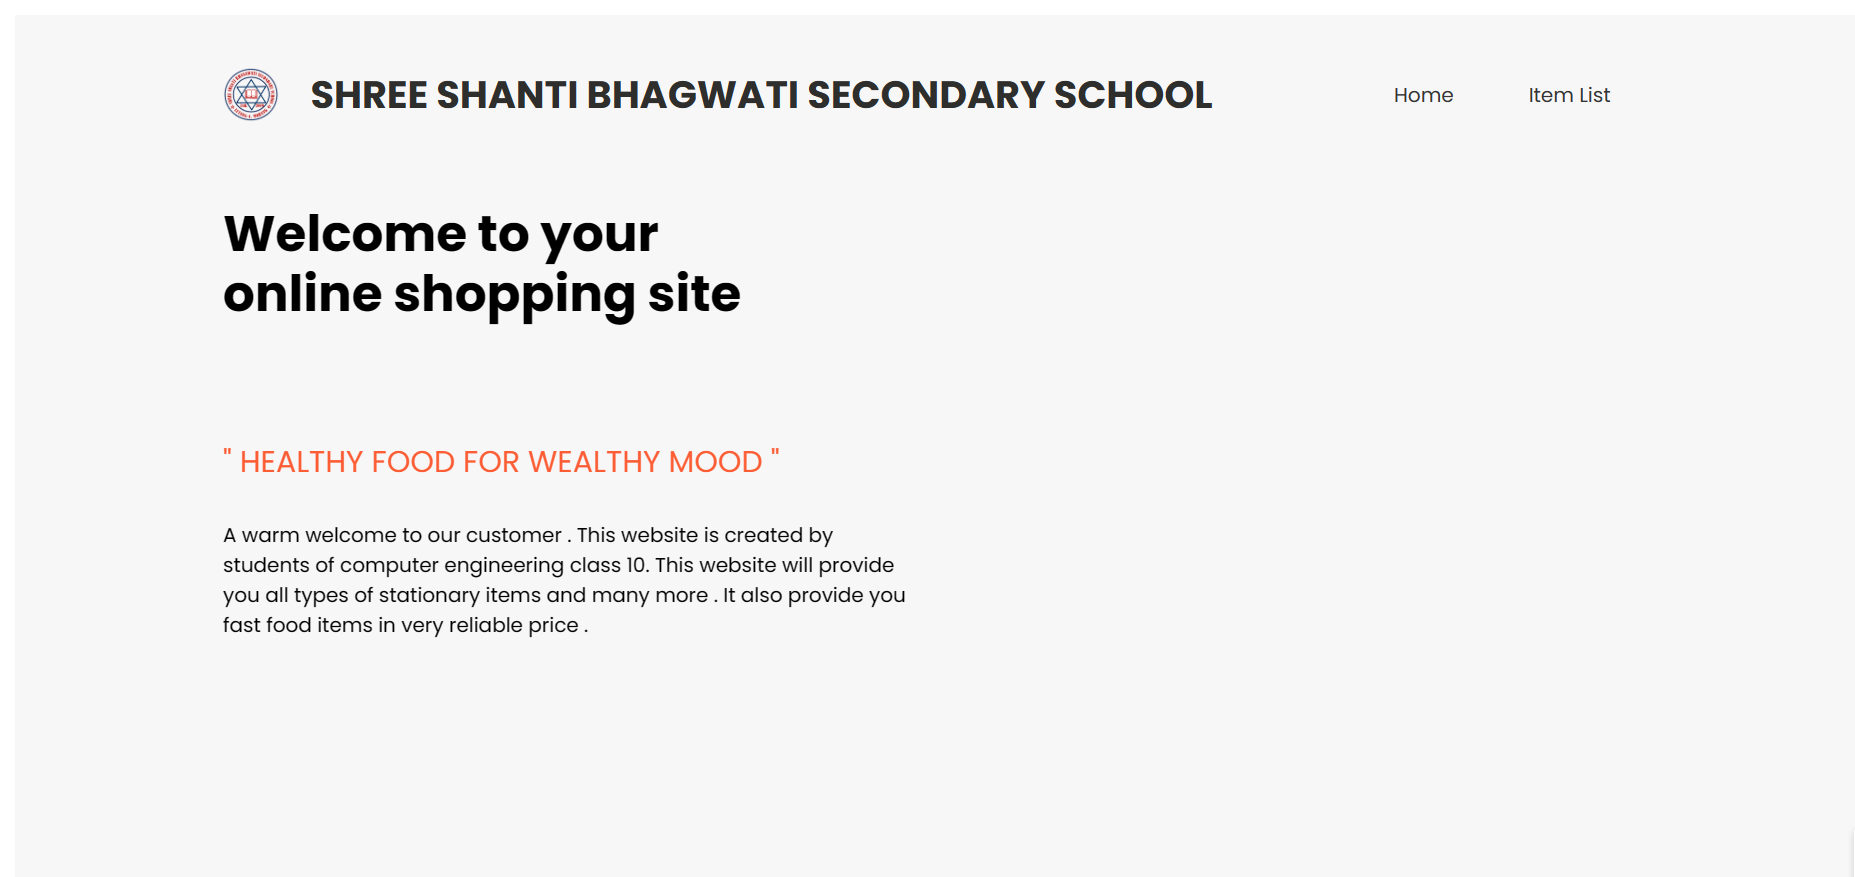 SHREE SHANTI BHAGWATI SECONDARY SCHOOL
Home
Item List
Welcome to your
online shopping site
" HEALTHY FOOD FOR WEALTHY MOOD "
A warm welcome to our customer . This website is created by
students of computer engineering class 10. This website will provide
you all types of stationary items and many more . It also provide you
fast food items in very reliable price .